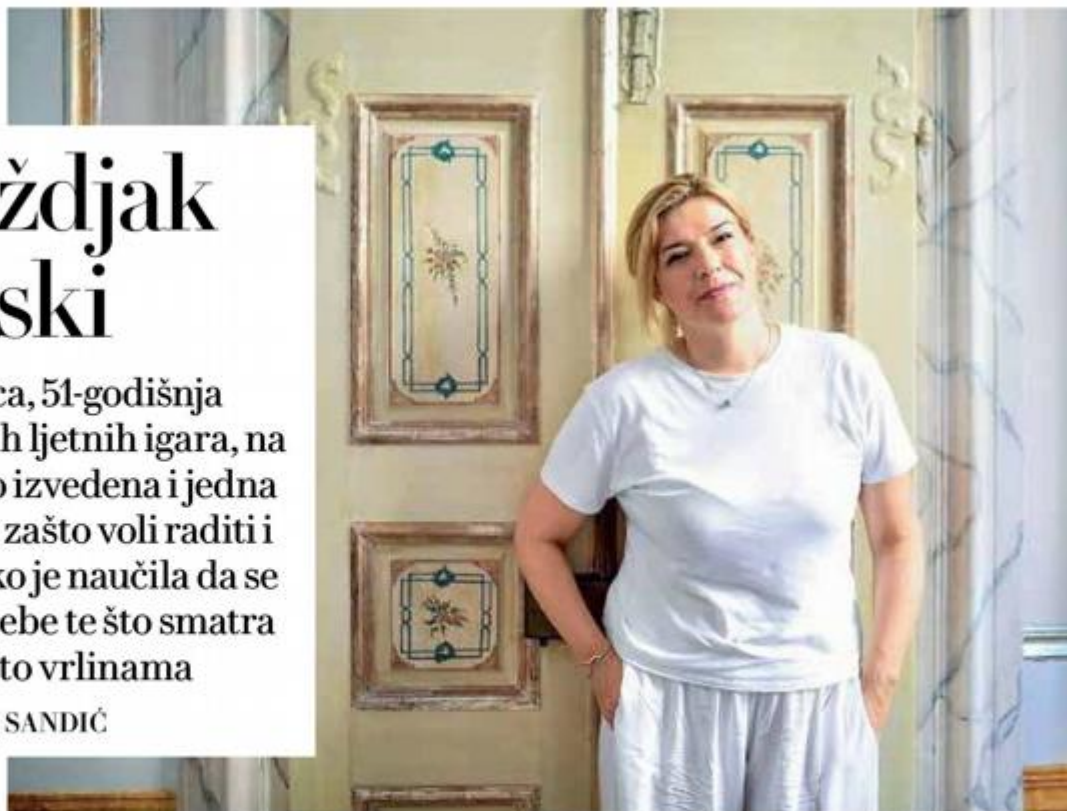 ždjak
ski
ca, 51-godišnja
h ljetnih igara, na
o izvedena i jedna
zašto voli raditi i
ko je naučila da se
ebe te što smatra
to vrlinama
SANDIĆ